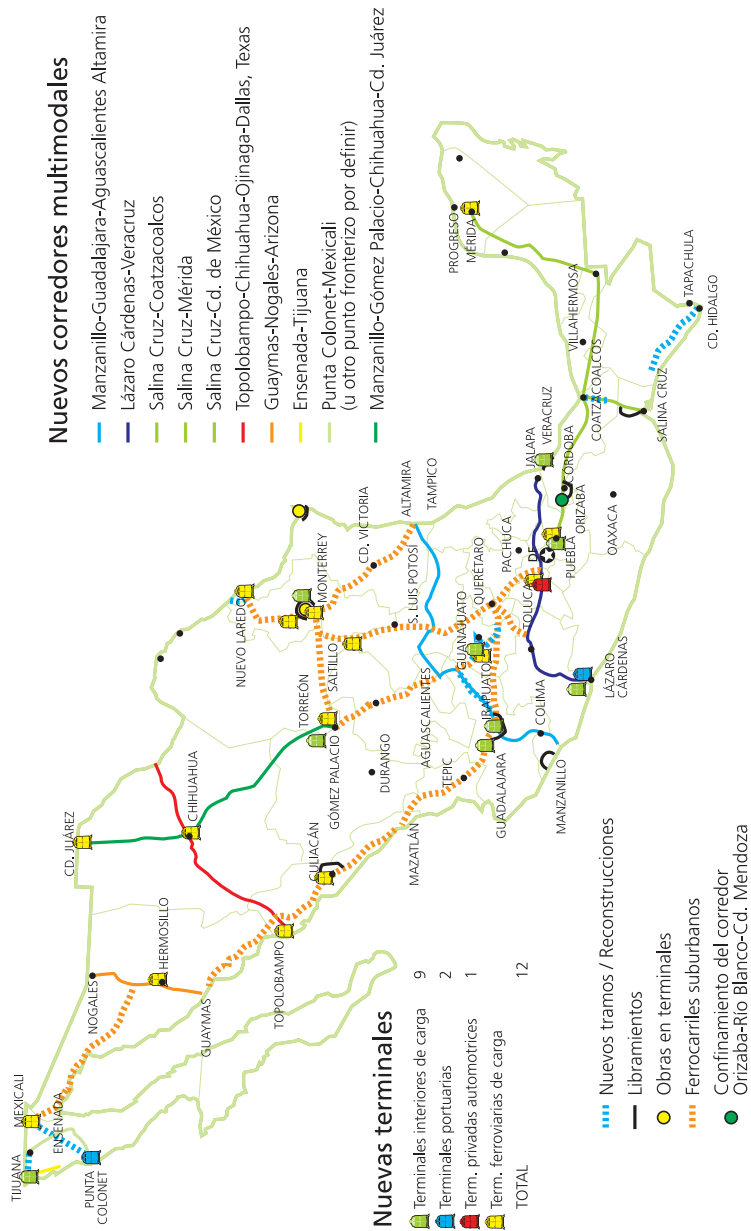 Nuevos corredores multimodales
Manzanillo-Guadalajara-Aguascalientes Altamira
Lázaro Cárdenas-Veracruz
Salina Cruz-Coatzacoalcos
Salina Cruz-Mérida
Salina Cruz-Cd. de México
Topolobampo-Chihuahua-Ojinaga-Dallas, Texas
Guaymas-Nogales-Arizona
Ensenada-Tijuana
Punta Colonet-Mexicali
(u otro punto fronterizo por definir)
Manzanillo-Gómez Palacio-Chihuahua-Cd. Juárez
TIJUANA
MEXICALI
ENSENADA
PUNTA
COLONET
NOGALES
HERMOSILLO
GUAYMAS
CD. JUÁREZ
CHIHUAHUA
TOPOLOBAMPO
CULIACÁN
MAZATLÁN
GÓMEZ PALACIO
TORREÓN
DURANGO
SALTILLO
NUEVO LAREDO
MONTERREY
CD. VICTORIA
ALTAMIRA
TAMPICO
S. LUIS POTOSÍ
AGUASCALIENTES
TEPIC
GUADALAJARA
GUANAJUATO
IRAPUATO
QUERÉTARO
COLIMA
MANZANILLO
PACHUCA
TOLUCA
DF
PUEBLA
LÁZARO
CÁRDENAS
JALAPA
VERACRUZ
CÓRDOBA
ORIZABA
OAXACA
COATZACOALCOS
SALINA CRUZ
VILLAHERMOSA
PROGRESO
MÉRIDA
TAPACHULA
CD. HIDALGO
Nuevas terminales
Terminales interiores de carga 9
Terminales portuarias 2
Term. privadas automotrices 1
Term. ferroviarias de carga
TOTAL 12
Nuevos tramos / Reconstrucciones
Libramientos
Obras en terminales
Ferrocarriles suburbanos
Confinamiento del corredor
Orizaba-Río Blanco-Cd. Mendoza